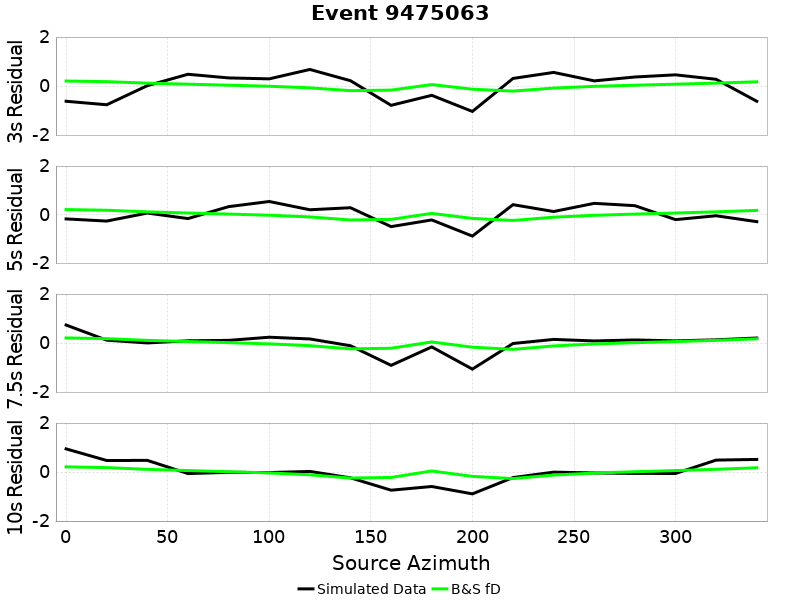 Event 9475063
3s Residual
2
0
-2
5s Residual
2
0
-2
7.5s Residual
2
0
-2
10s Residual
2
0
-2
0 50 100 150 200 250 300
Source Azimuth
Simulated Data B&S fD